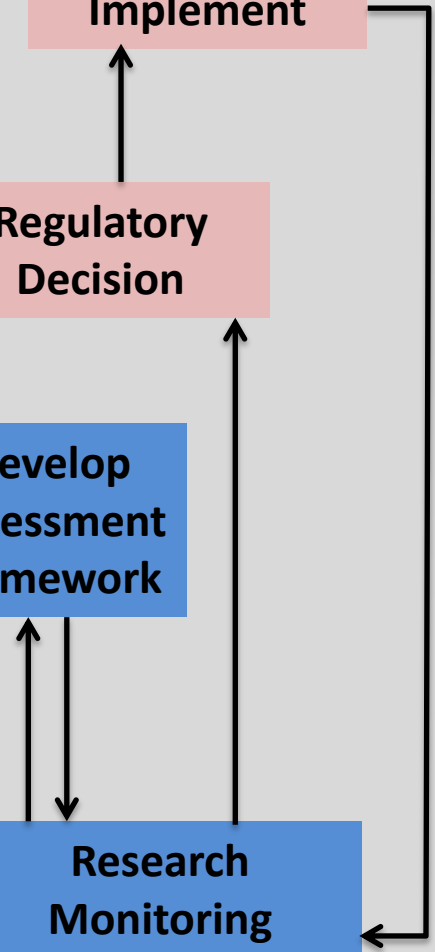 Implement
Regulatory
Decision
evelop
essment
mework
Research
Monitoring